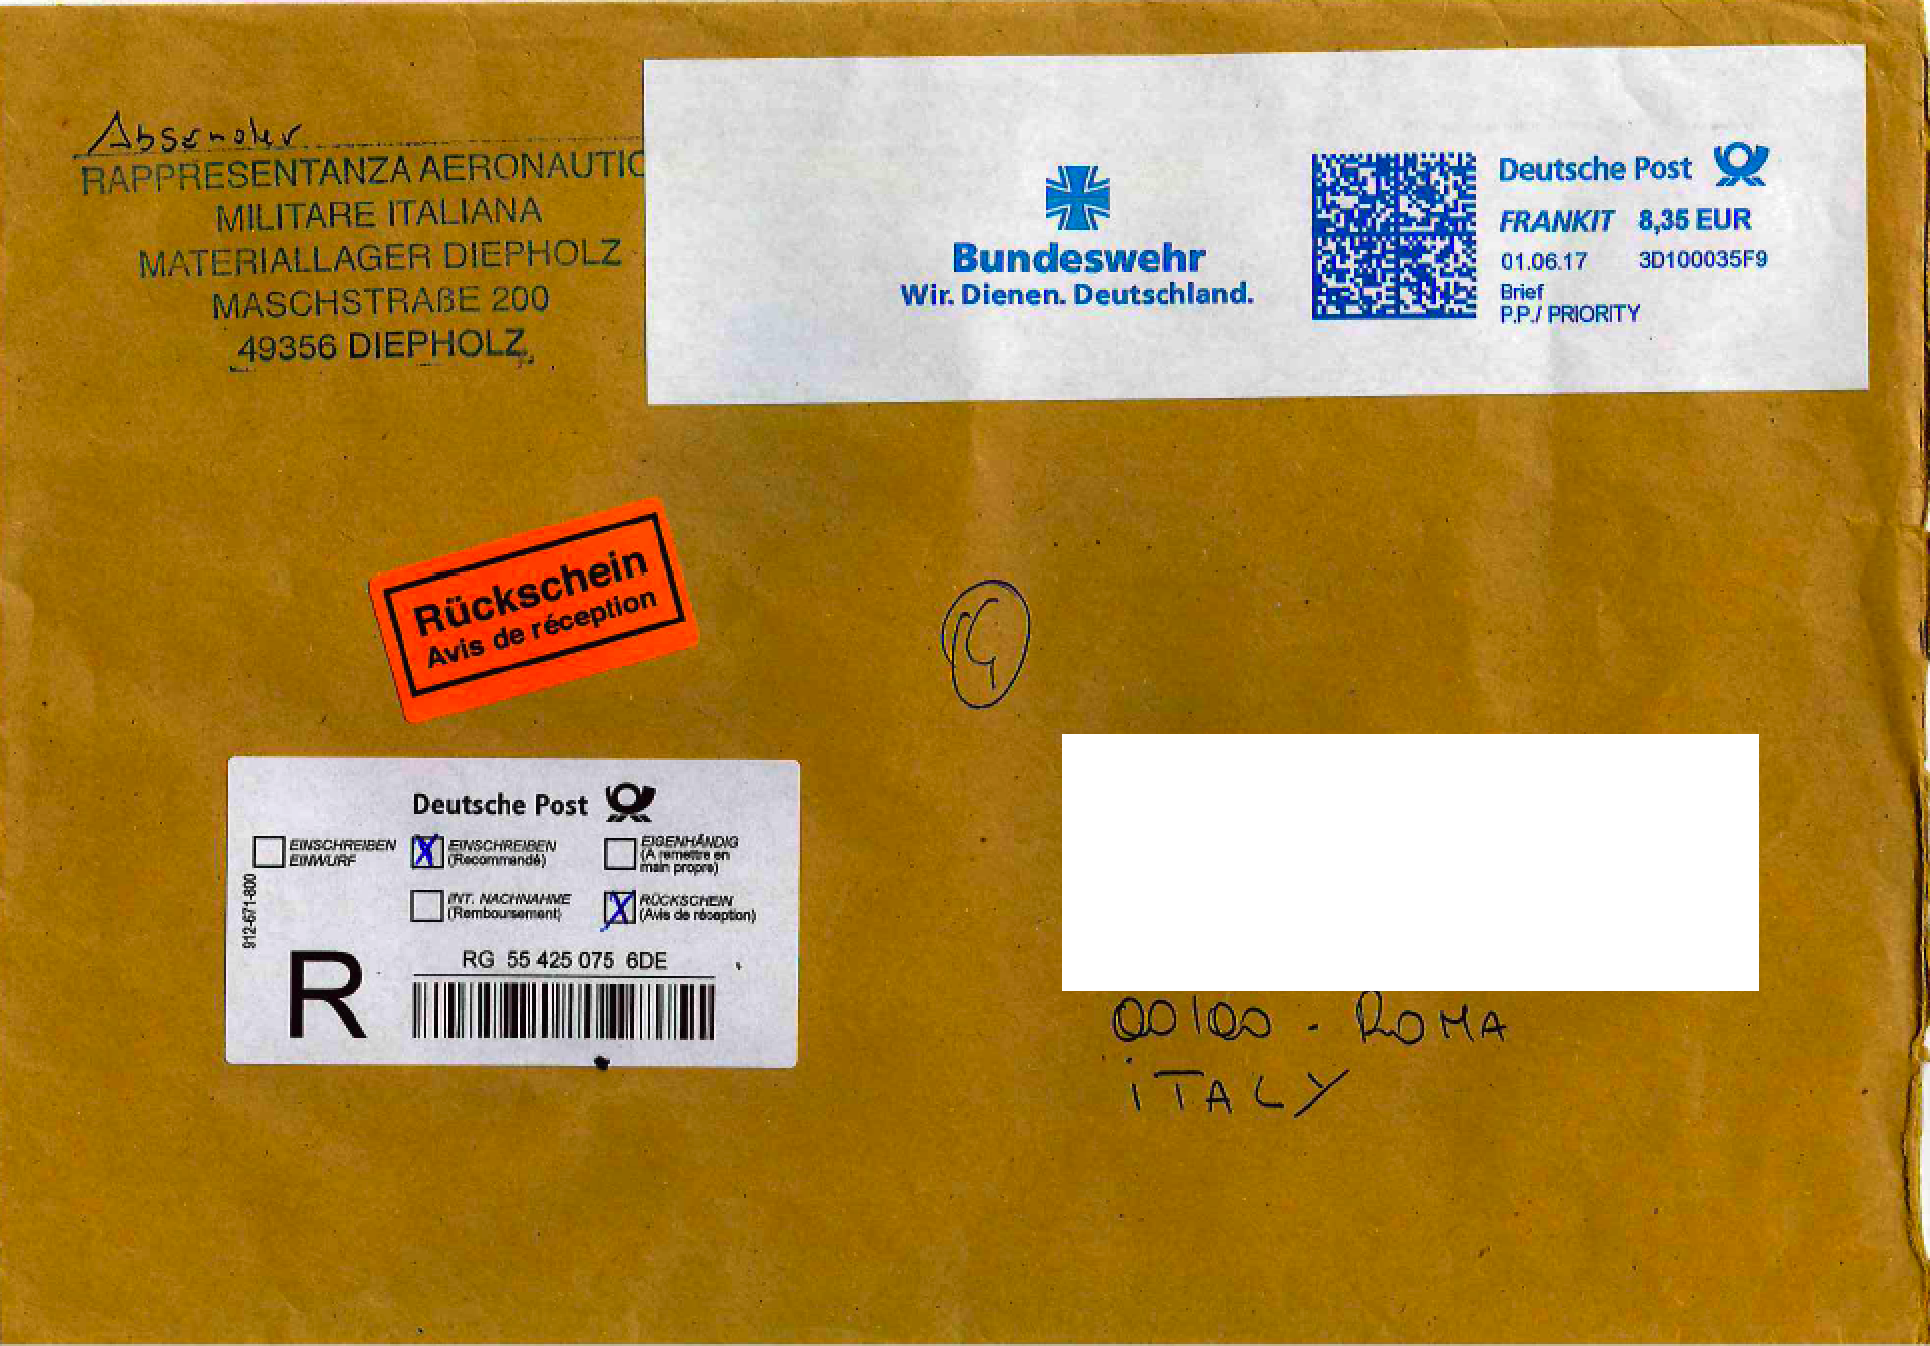 Absender
RAPPRESENTANZA AERONAUTIC
MILITARE ITALIANA
MATERIALLAGER DIEPHOLZ
MASCHSTRAßE 200
49356 DIEPHOLZ
Bundeswehr
Wir. Dienen. Deutschland.
Deutsche Post
FRANKIT 8,35 EUR
01.06.17 3D100035F9
Brief
P.P./ PRIORITY
Rückschein
Avis de réception
Deutsche Post
EINSCHREIBEN
EINWURF
X EINSCHREIBEN
(Recommandé)
EIGENHÄNDIG
(A remettre en
main propre)
INT. NACHNAHME
(Remboursement)
X RÜCKSCHEIN
(Avis de réception)
912-671-800
R
RG 55 425 075 6DE
00100 - ROMA
ITALY